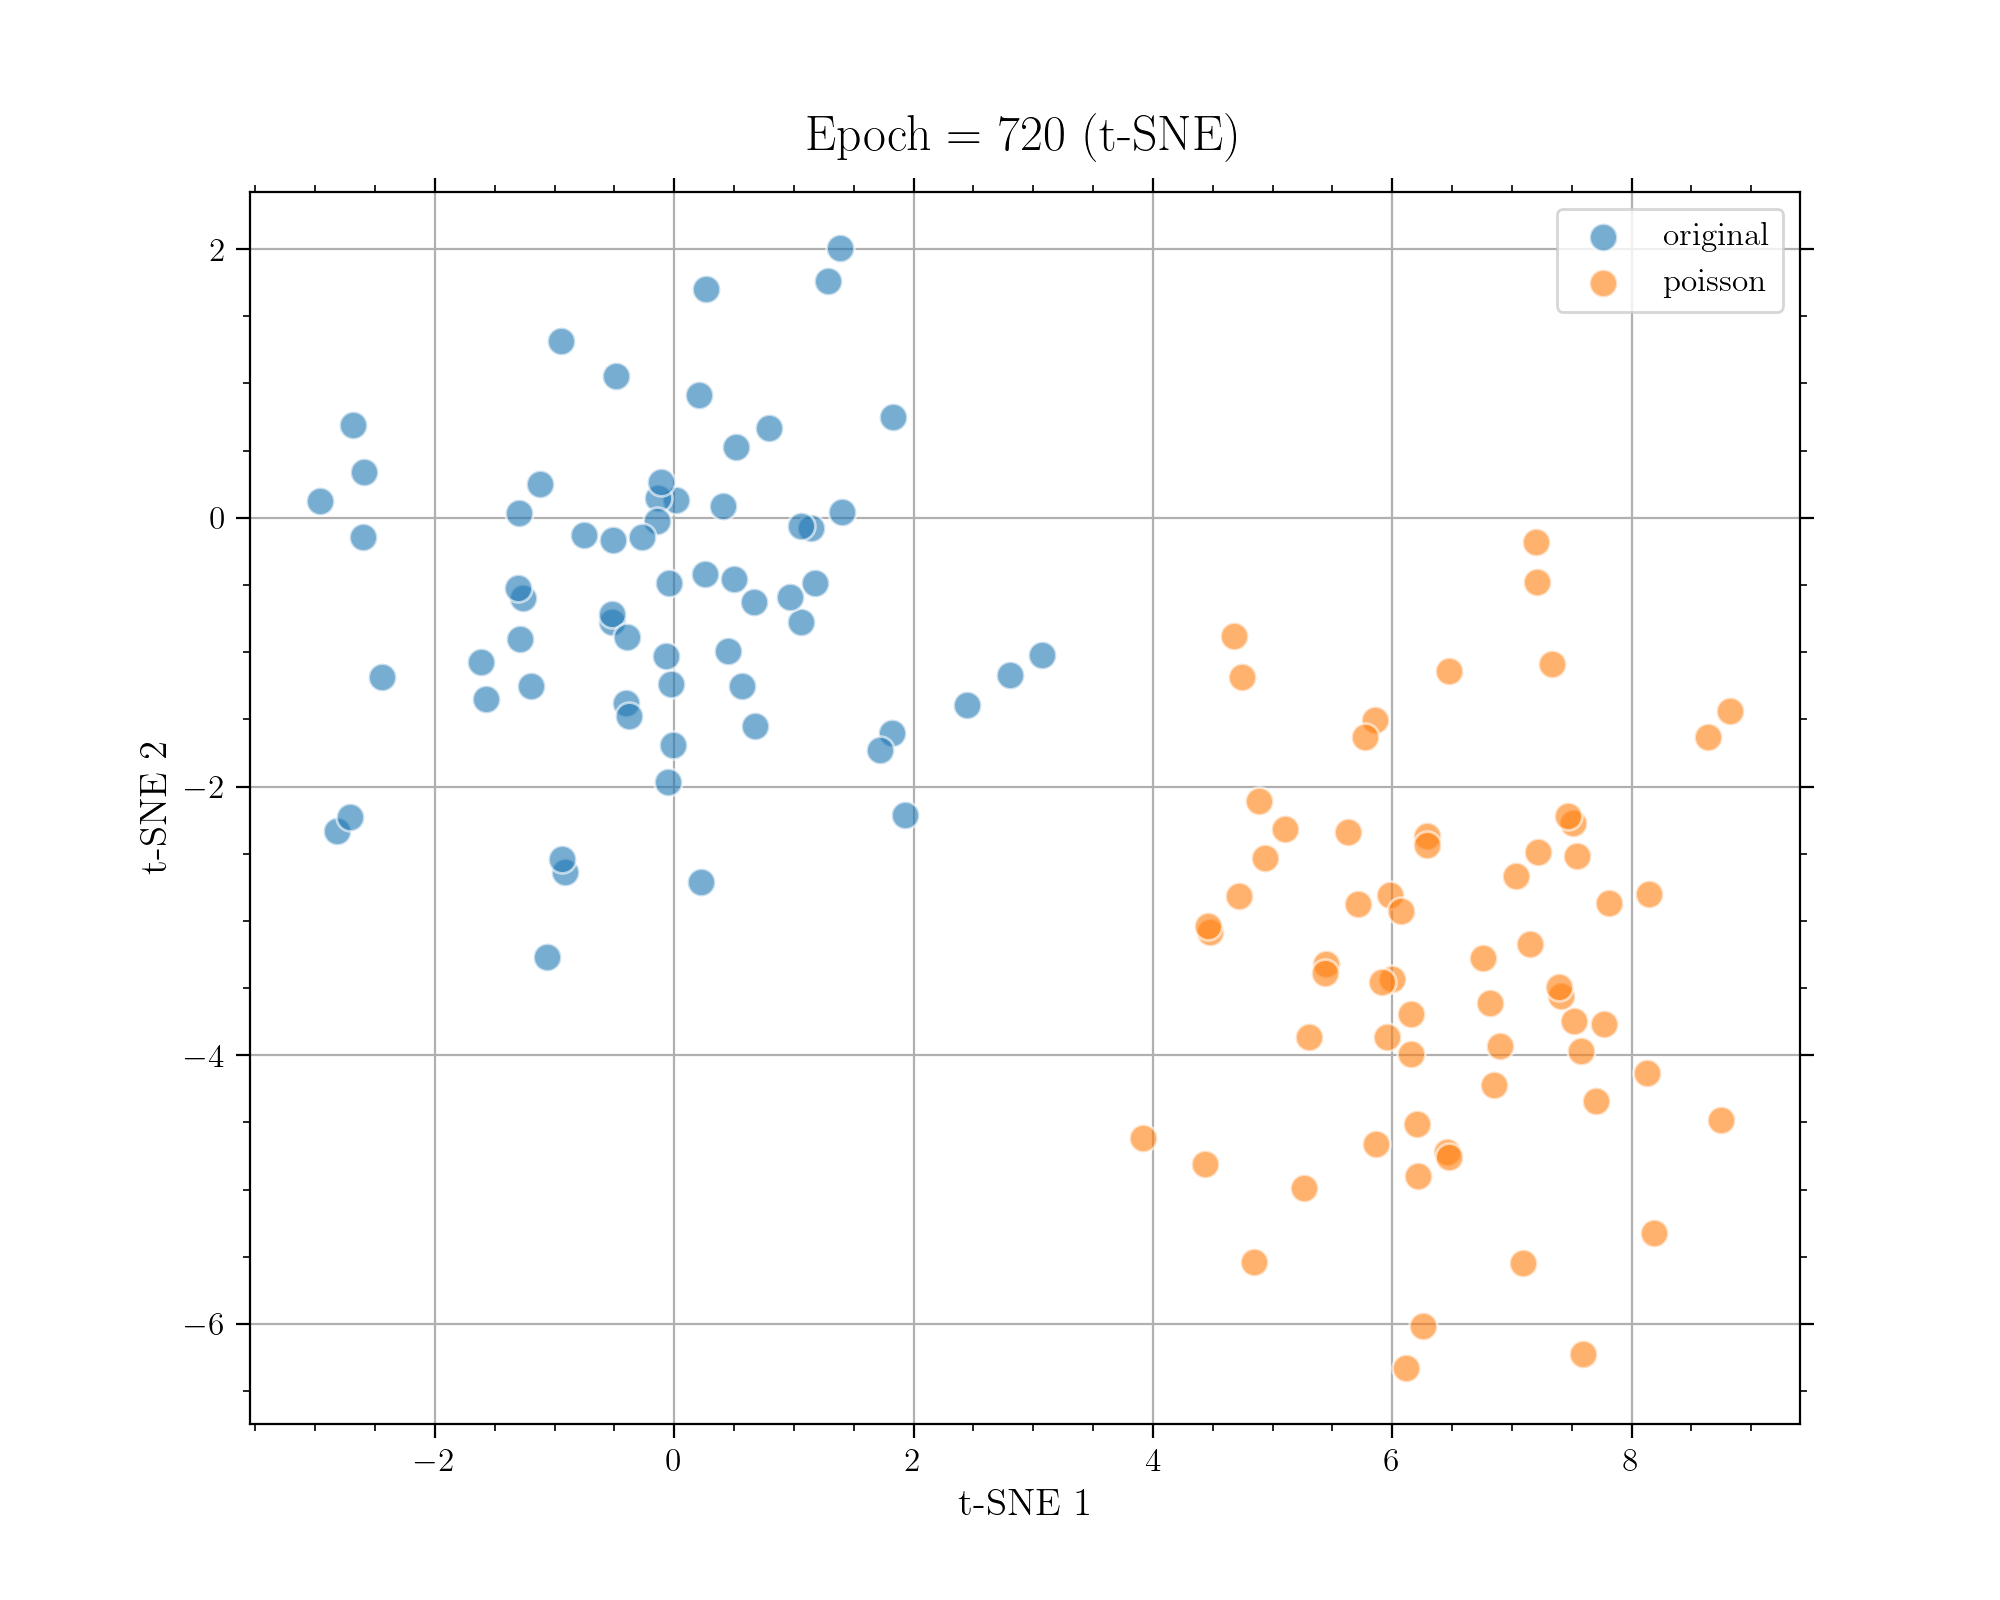 Epoch = 720 (t-SNE)
original
poisson
2
0
−2
−4
−6
t-SNE 2
−2
0
2
4
6
8
t-SNE 1